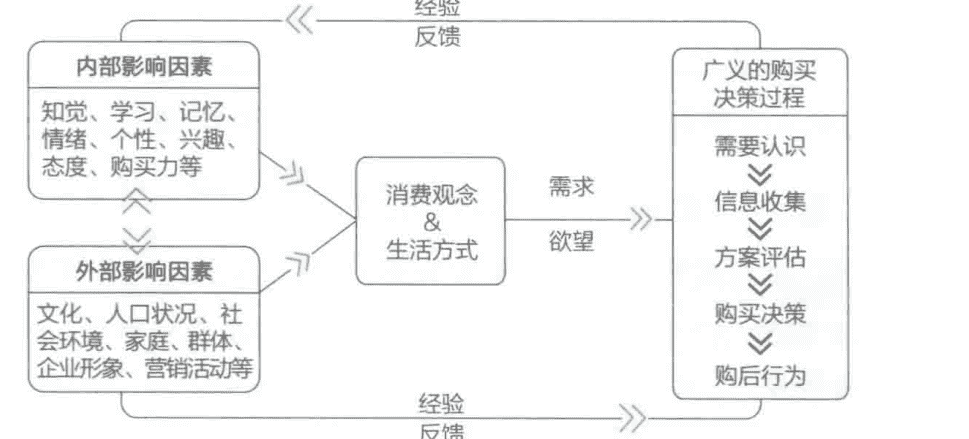 经验
反馈
内部影响因素
知觉、学习、记忆、
情绪、个性、兴趣、
态度、购买力等
外部影响因素
文化、人口状况、社
会环境、家庭、群体、
企业形象、营销活动等
消费观念
&
生活方式
需求
欲望
广义的购买
决策过程
需要认识
信息收集
方案评估
购买决策
购后行为
经验
反馈